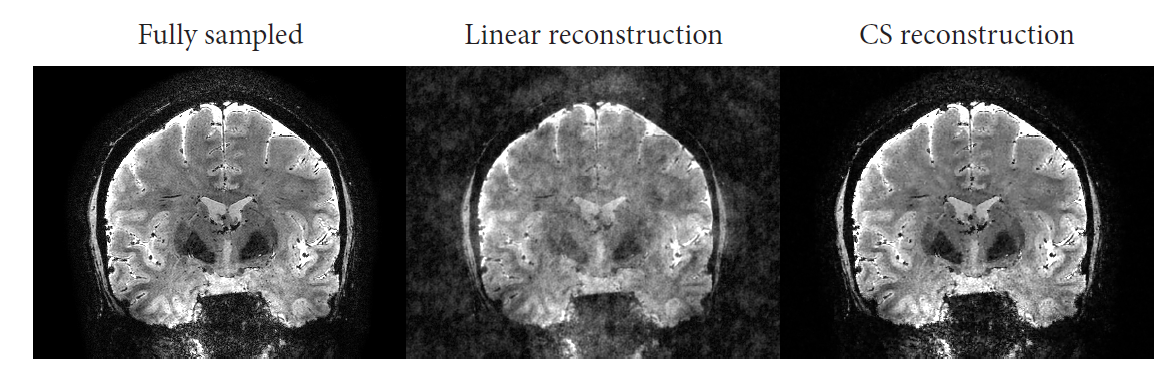 Fully sampled
Linear reconstruction
CS reconstruction